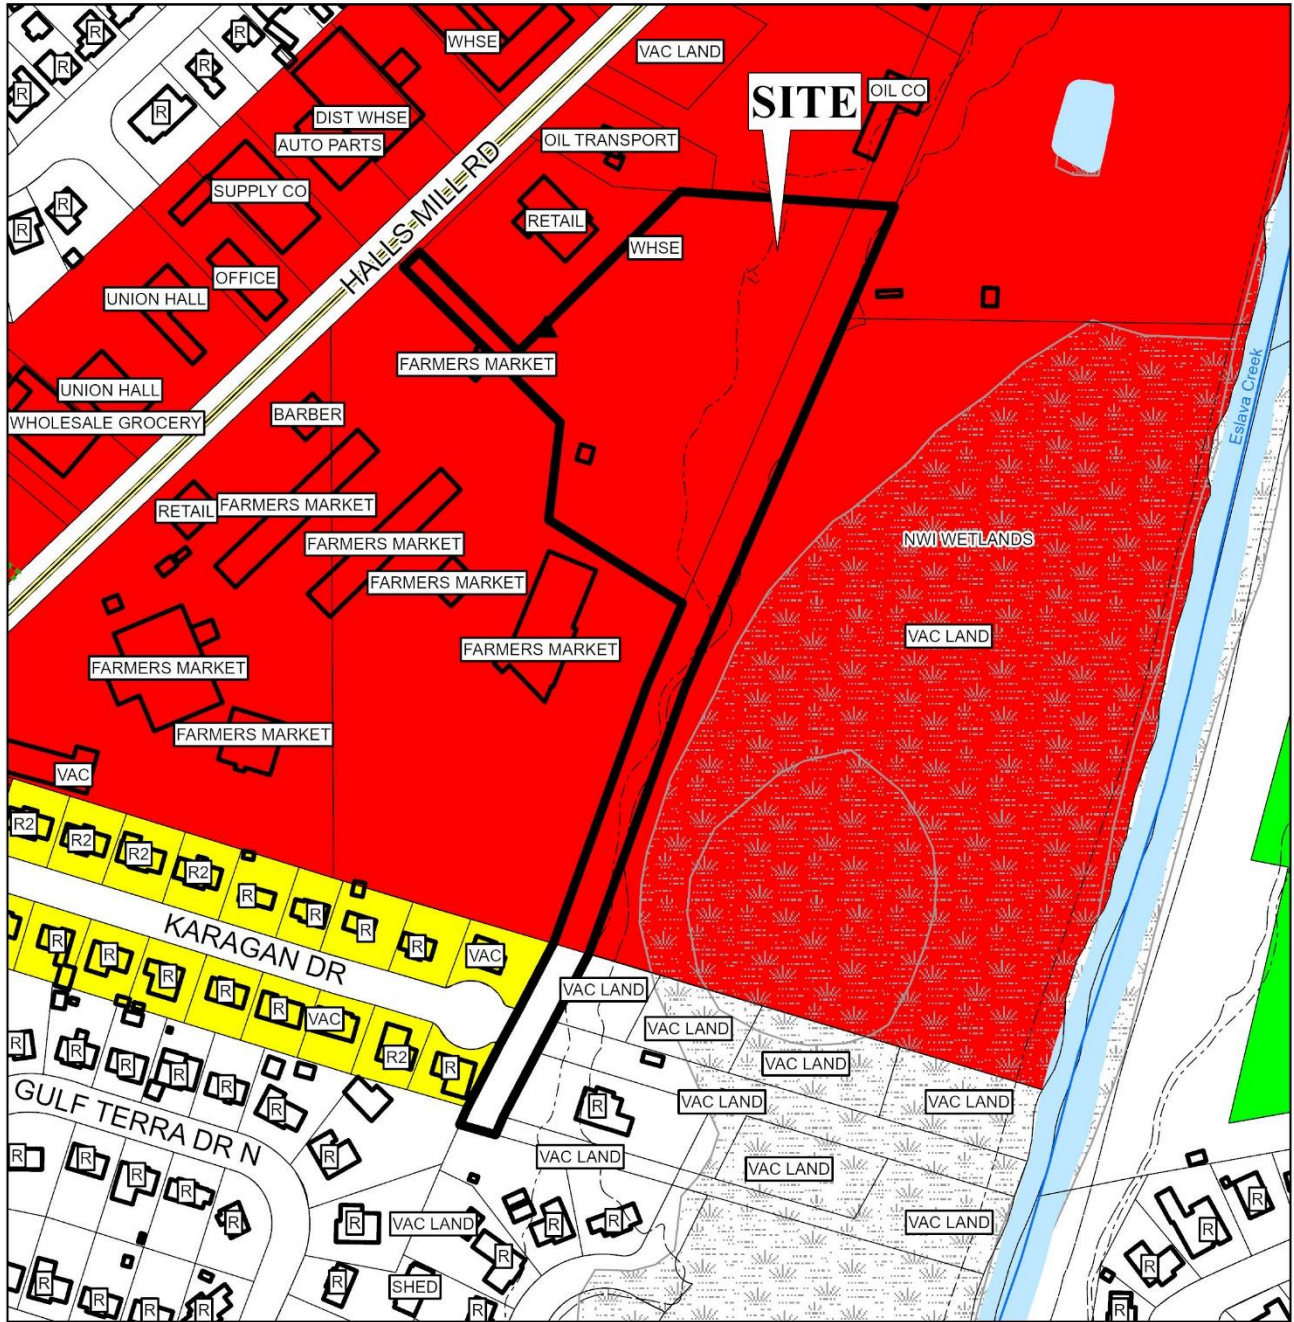 R
R
WHSE
VAC LAND
R
R
R
R
SITE
OIL CO
DIST WHSE
AUTO PARTS
OIL TRANSPORT
SUPPLY CO
HALLS MILL RD
R
R
RETAIL
WHSE
OFFICE
UNION HALL
FARMERS MARKET
Eslava Creek
UNION HALL
BARBER
WHOLESALE GROCERY
RETAIL
FARMERS MARKET
FARMERS MARKET
NWI WETLANDS
FARMERS MARKET
VAC LAND
FARMERS MARKET
FARMERS MARKET
FARMERS MARKET
VAC
R2
R2
R2
R2
R
R
R
R
VAC
KARAGAN DR
R
R
R
R
R
VAC
R2
R
VAC LAND
VAC LAND
VAC LAND
VAC LAND
VAC LAND
R
R
R
R
R
R
R
GULF TERRA DR N
R
VAC LAND
VAC LAND
R
R
R
R
R
R
VAC LAND
R
R
R
VAC LAND
R
R
R
R
R
R
R
R
SHED
R
R